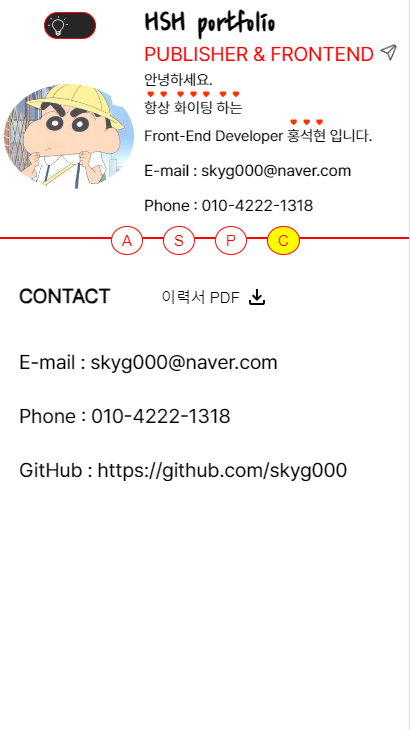 HSH portfolio
PUBLISHER & FRONTEND
안녕하세요.
항상 화이팅 하는
Front-End Developer 홍석현 입니다.
E-mail : skyg000@naver.com
Phone : 010-4222-1318
A S P C
CONTACT 이력서 PDF
E-mail : skyg000@naver.com
Phone : 010-4222-1318
GitHub : https://github.com/skyg000